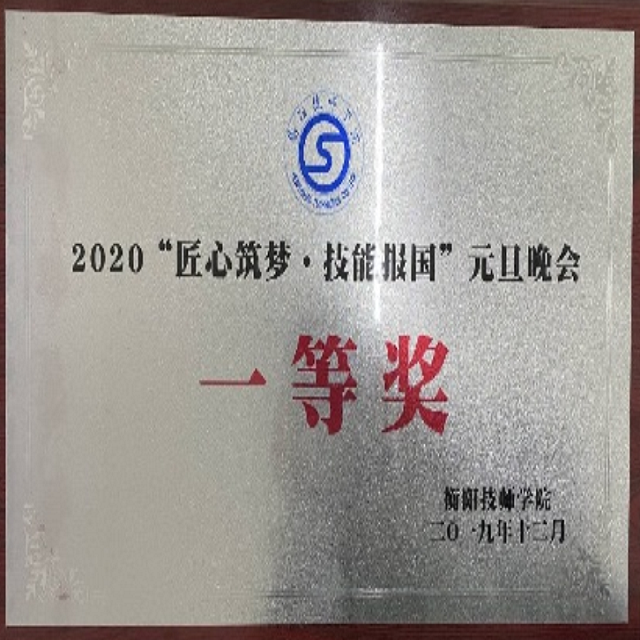 2020“匠心筑梦·技能报国”元旦晚会
一等奖
衡阳技师学院
二〇一九年十二月